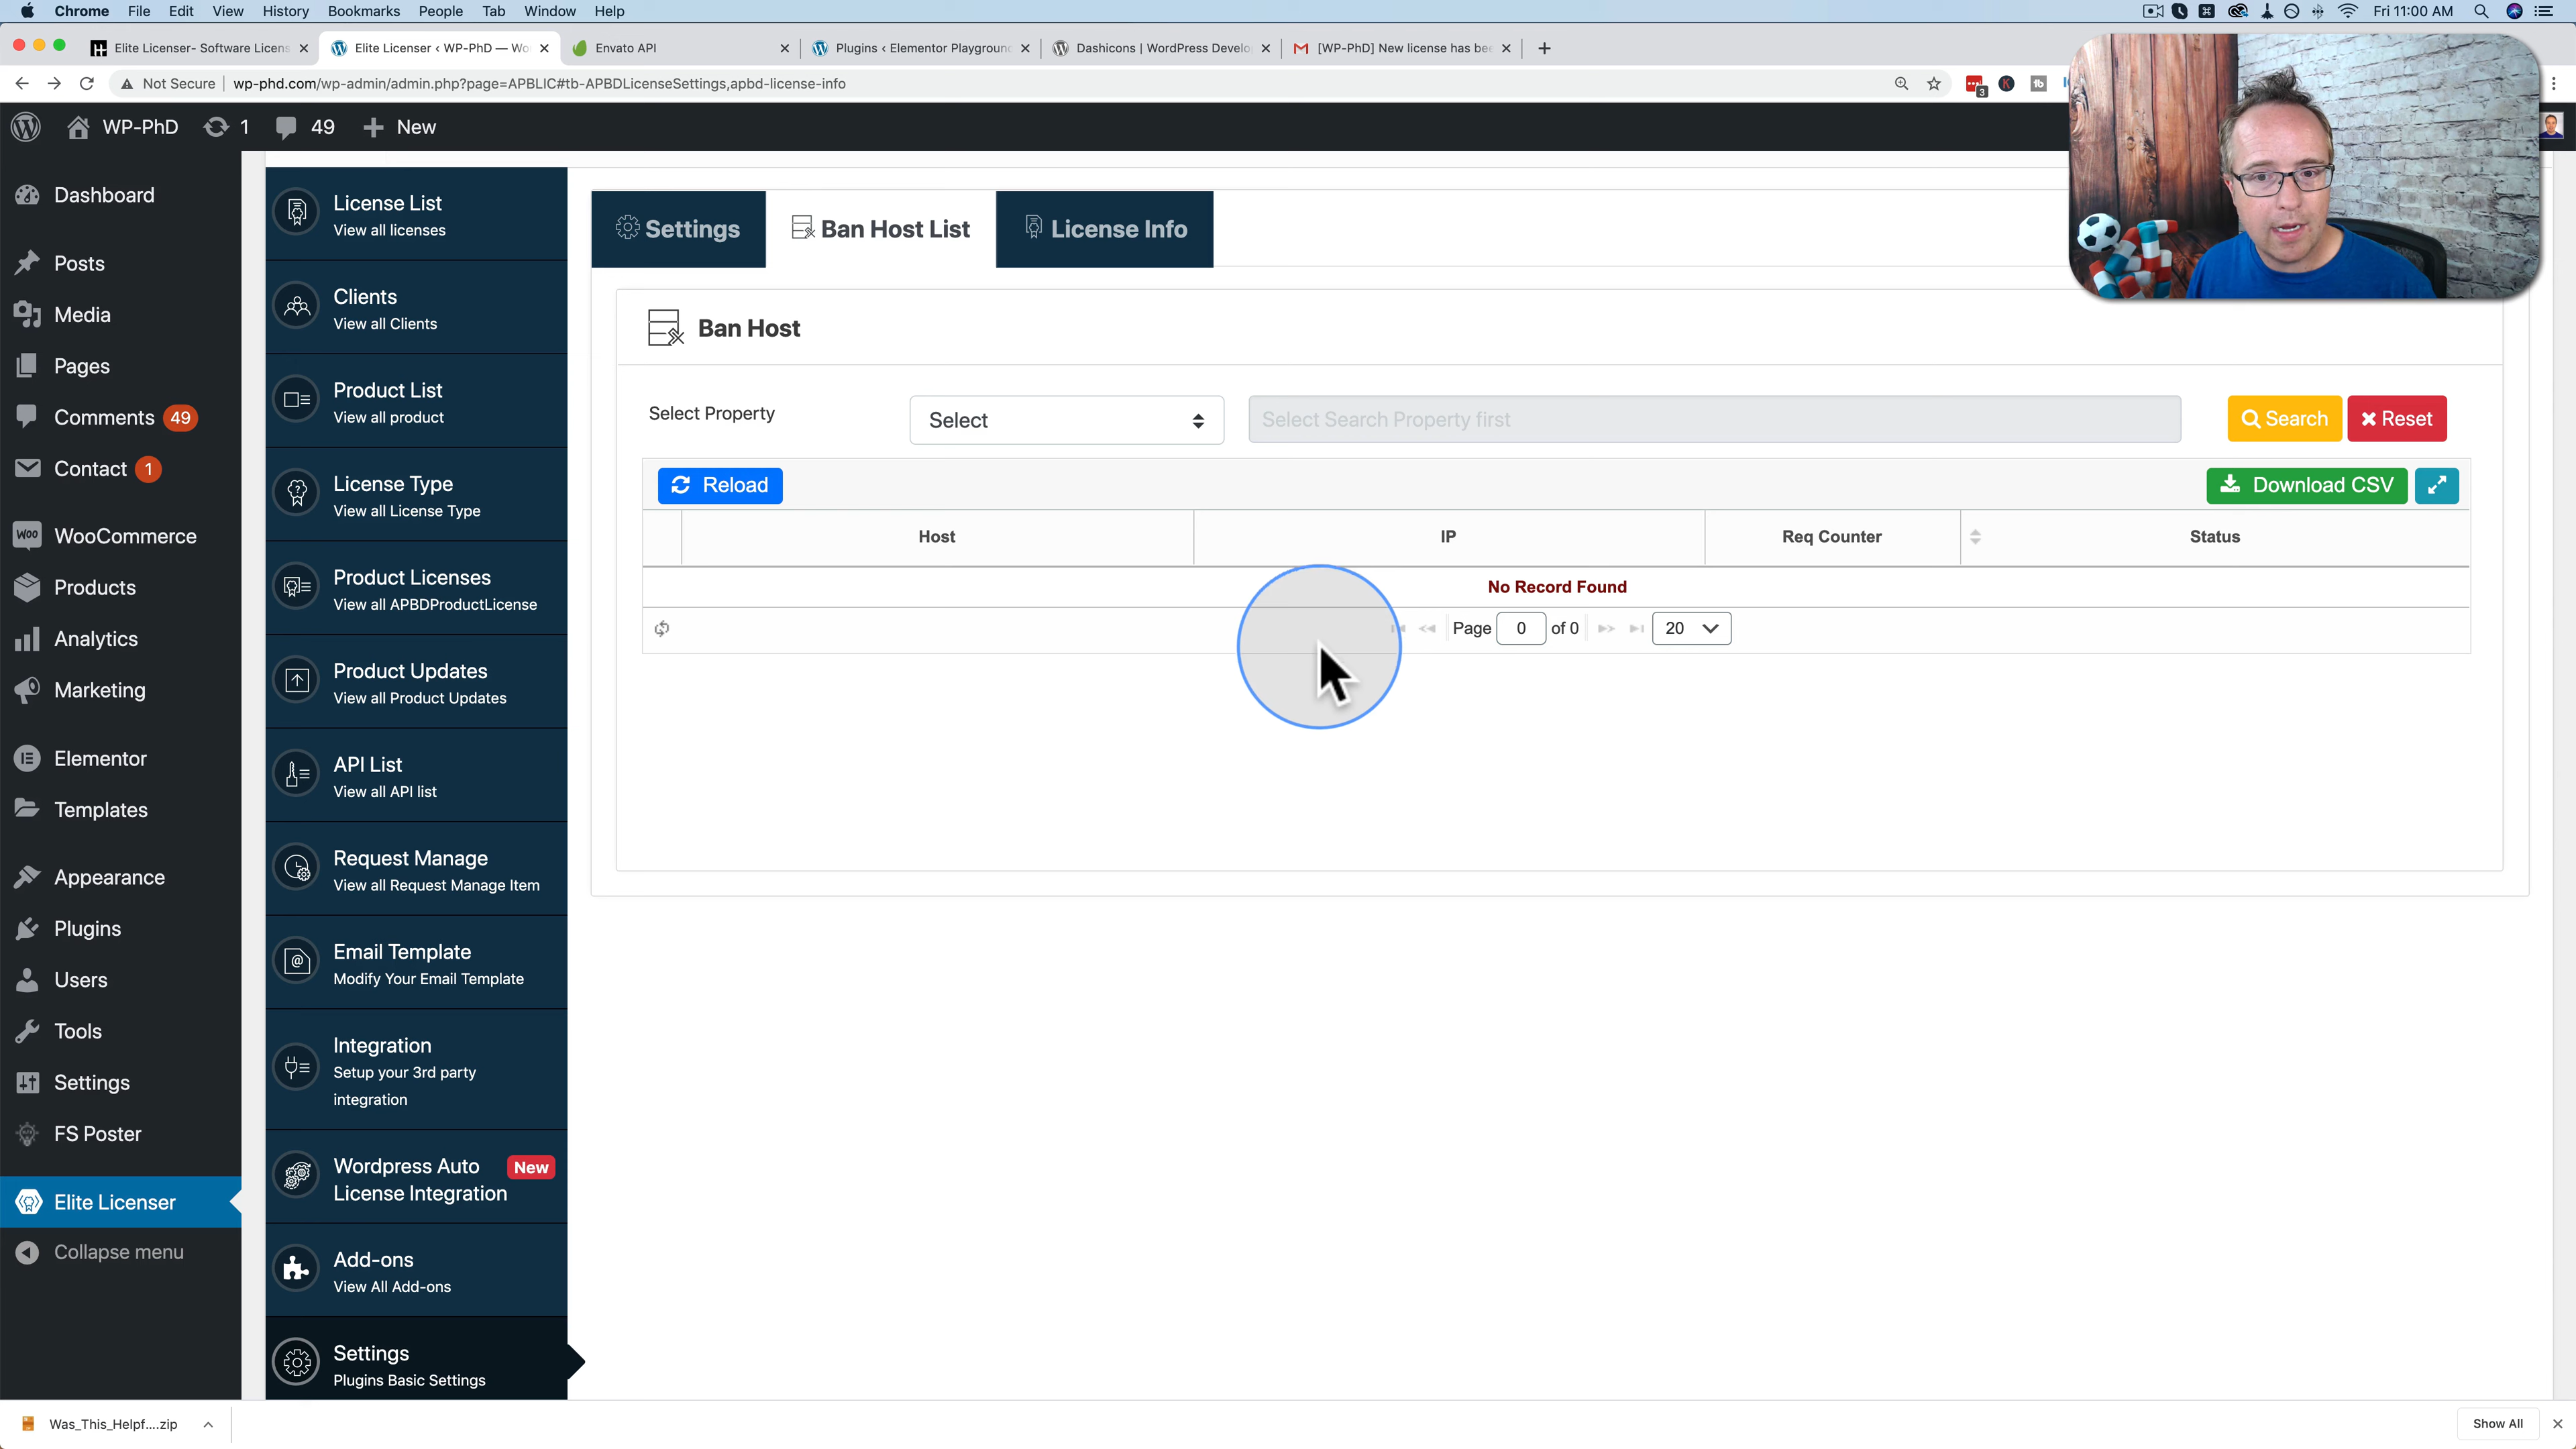 Chrome File Edit View History Bookmarks People Tab Window Help Fri 11:00 AM
Elite Licenser- Software Licens Elite Licenser ‹ WP-PhD — Wo Envato API Plugins ‹ Elementor Playground Dashicons | WordPress Develo [WP-PhD] New license has bee
Not Secure wp-phd.com/wp-admin/admin.php?page=APBLIC#tb-APBDLicenseSettings,apbd-license-info
3
WP-PhD 1 49 New
Dashboard
Posts
Media
Pages
Comments 49
Contact 1
WooCommerce
Products
Analytics
Marketing
Elementor
Templates
Appearance
Plugins
Users
Tools
Settings
FS Poster
Elite Licenser
Collapse menu
License List
View all licenses
Clients
View all Clients
Product List
View all product
License Type
View all License Type
Product Licenses
View all APBDProductLicense
Product Updates
View all Product Updates
API List
View all API list
Request Manage
View all Request Manage Item
Email Template
Modify Your Email Template
Integration
Setup your 3rd party
integration
Wordpress Auto New
License Integration
Add-ons
View All Add-ons
Settings
Plugins Basic Settings
Settings Ban Host List License Info
Ban Host
Select Property Select Select Search Property first Search Reset
Reload Download CSV
Host IP Req Counter Status
No Record Found
Page 0 of 0 20
Was_This_Helpf....zip Show All